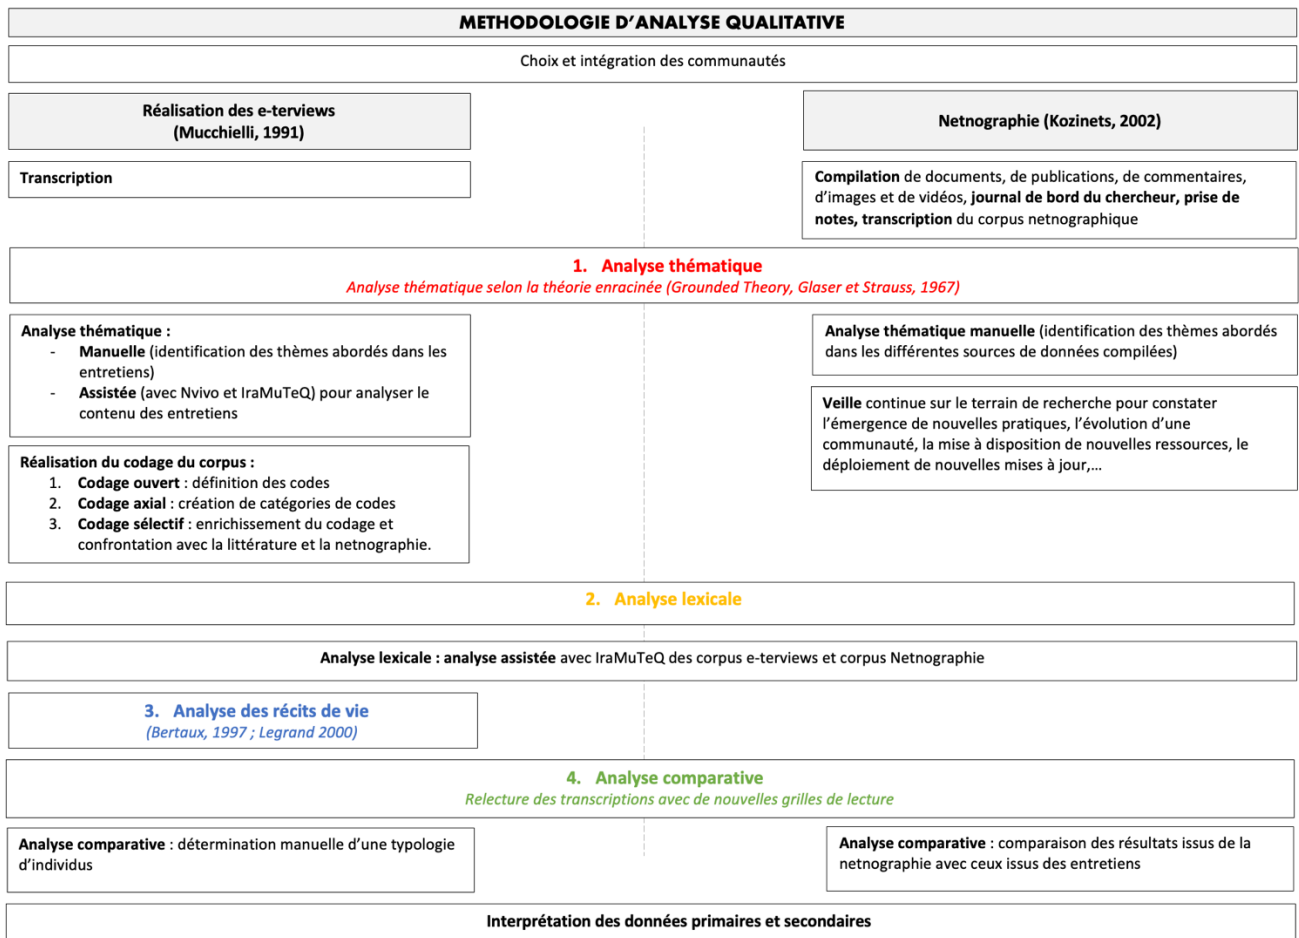 METHODOLOGIE D'ANALYSE QUALITATIVE
Choix et intégration des communautés
Réalisation des e-terviews
(Mucchielli, 1991)
Netnographie (Kozinets, 2002)
Transcription
Compilation de documents, de publications, de commentaires,
d'images et de vidéos, journal de bord du chercheur, prise de
notes, transcription du corpus netnographique
1. Analyse thématique
Analyse thématique selon la théorie enracinée (Grounded Theory, Glaser et Strauss, 1967)
Analyse thématique :
- Manuelle (identification des thèmes abordés dans les
entretiens)
- Assistée (avec Nvivo et IraMuTeQ) pour analyser le
contenu des entretiens
Analyse thématique manuelle (identification des thèmes abordés
dans les différentes sources de données compilées)
Veille continue sur le terrain de recherche pour constater
l'émergence de nouvelles pratiques, l'évolution d'une
communauté, la mise à disposition de nouvelles ressources, le
déploiement de nouvelles mises à jour,...
Réalisation du codage du corpus :
1. Codage ouvert : définition des codes
2. Codage axial : création de catégories de codes
3. Codage sélectif : enrichissement du codage et
confrontation avec la littérature et la netnographie.
2. Analyse lexicale
Analyse lexicale : analyse assistée avec IraMuTeQ des corpus e-terviews et corpus Netnographie
3. Analyse des récits de vie
(Bertaux, 1997 ; Legrand 2000)
4. Analyse comparative
Relecture des transcriptions avec de nouvelles grilles de lecture
Analyse comparative : détermination manuelle d'une typologie
d'individus
Analyse comparative : comparaison des résultats issus de la
netnographie avec ceux issus des entretiens
Interprétation des données primaires et secondaires